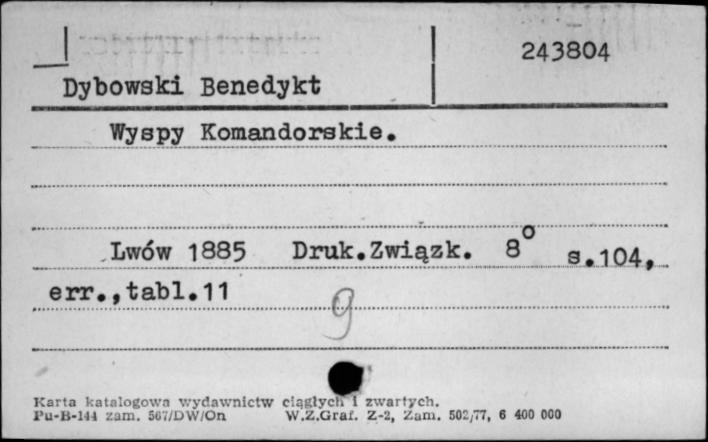 243804
Dybowski Benedykt
Wyspy Komandorskie.
Lwów 1885 Druk.Związk. 8° s.104,
err.,tabl.11
9
Karta katalogowa wydawnictw ciągłych i zwartych.
Pu-B-144 zam. 567/DW/On W.Z.Graf. Z-2, Zam. 502/77, 6 400 000